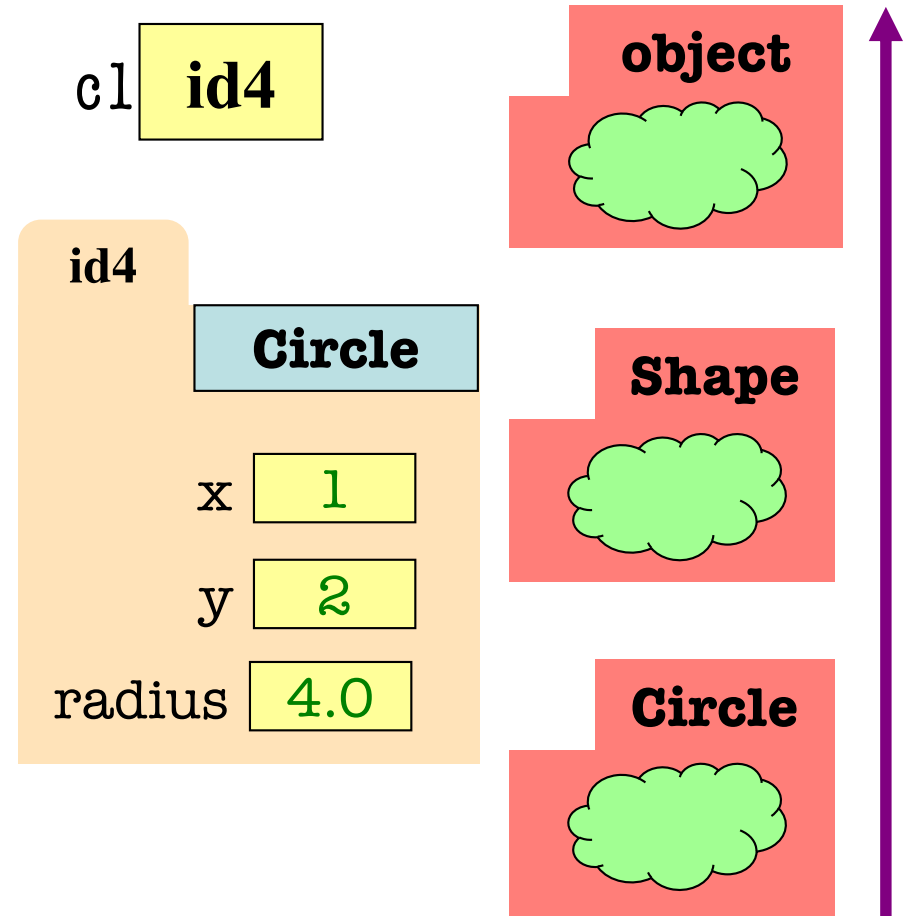 c1 id4
id4
Circle
x 1
y 2
radius 4.0
object
Shape
Circle